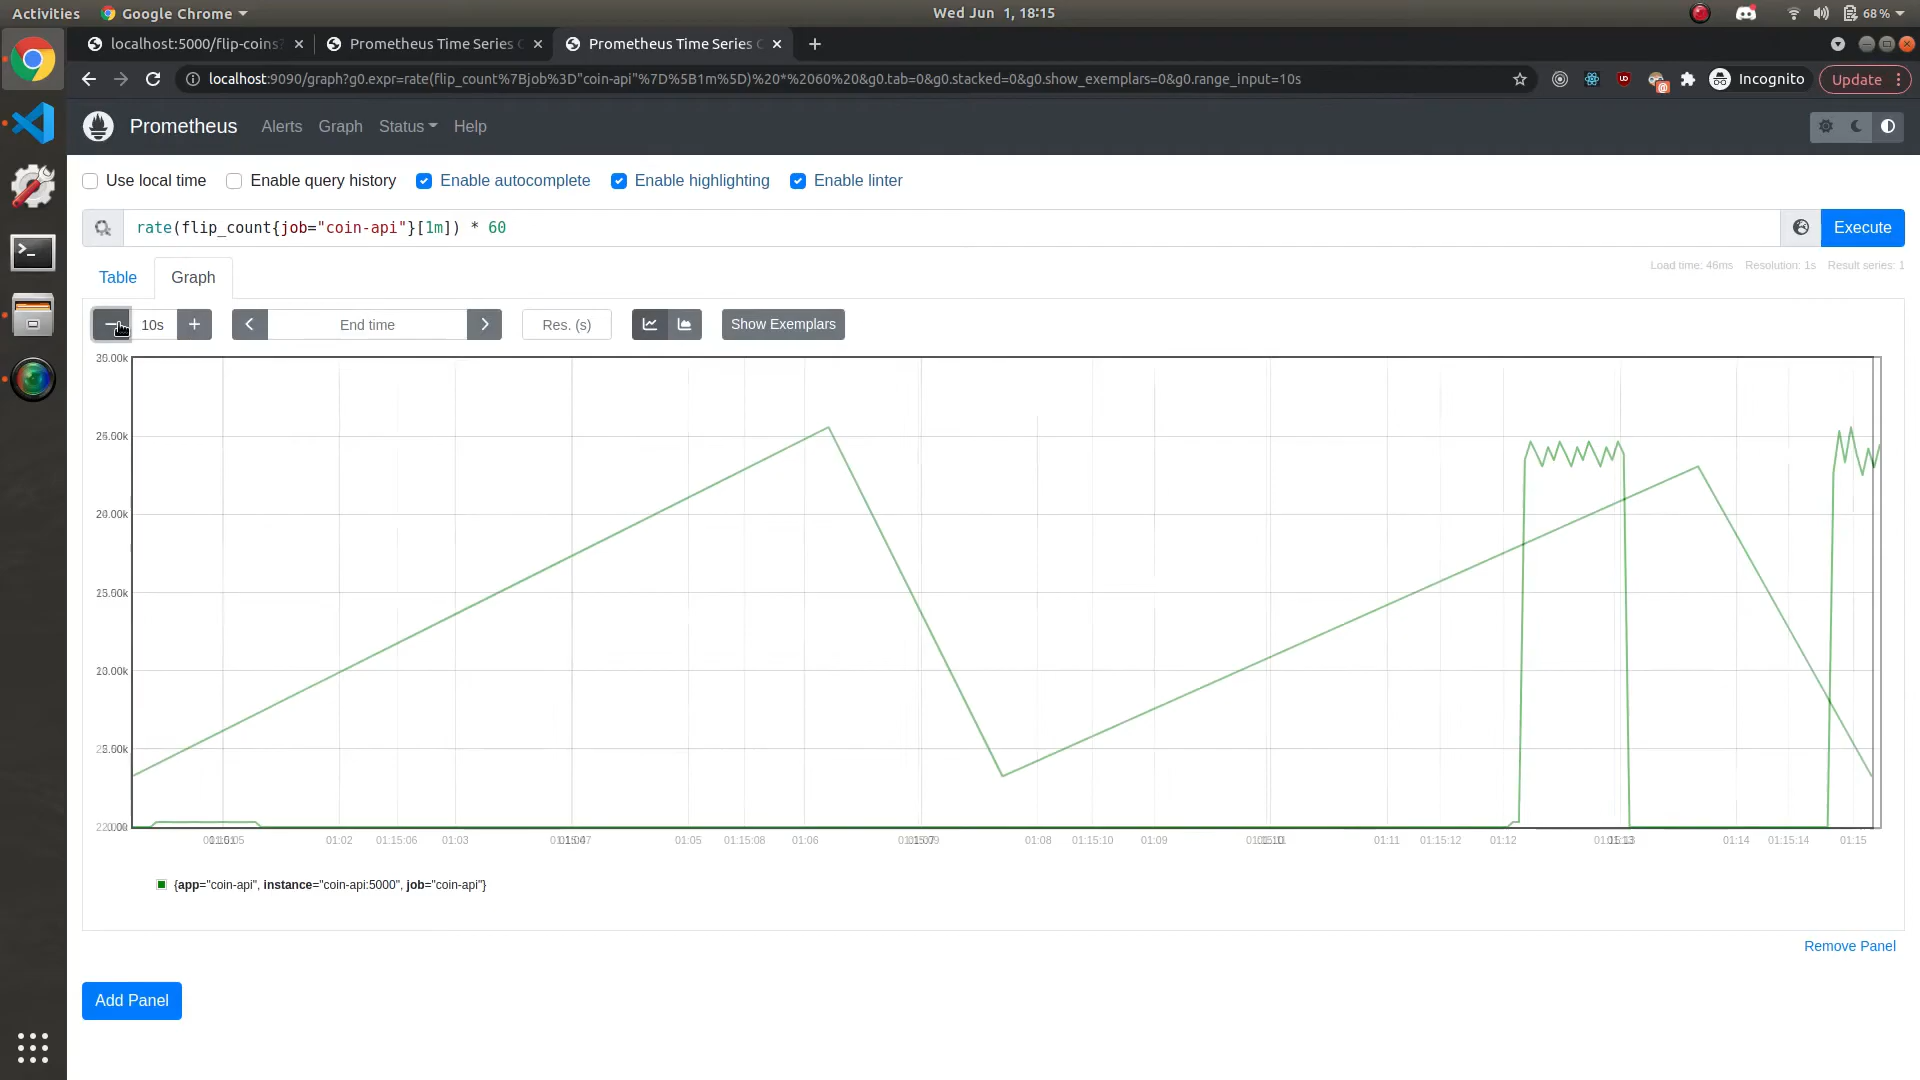 Activities Google Chrome Wed Jun 1, 18:15 68 %
localhost:5000/flip-coins? Prometheus Time Series C Prometheus Time Series C
localhost:9090/graph?g0.expr=rate(flip_count%7Bjob%3D"coin-api"%7D%5B1m%5D)%20*%2060%20&g0.tab=0&g0.stacked=0&g0.show_exemplars=0&g0.range_input=10s Incognito Update
Prometheus Alerts Graph Status Help
Use local time Enable query history Enable autocomplete Enable highlighting Enable linter
rate(flip_count{job="coin-api"}[1m]) * 60 Execute
Table Graph Load time: 46ms Resolution: 1s Result series: 1
10s End time Res. (s) Show Exemplars
01:02 01:15:06 01:03 01:05 01:15:08 01:06 01:08 01:15:10 01:09 01:11 01:15:12 01:12 01:14 01:15:14 01:15
{app="coin-api", instance="coin-api:5000", job="coin-api"}
Remove Panel
Add Panel